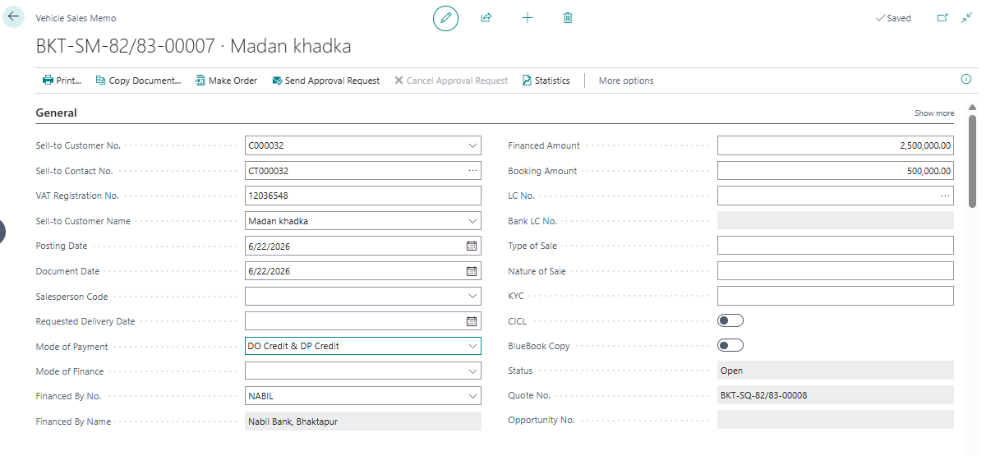 Vehicle Sales Memo
Saved
BKT-SM-82/83-00007 · Madan khadka
Print... Copy Document... Make Order Send Approval Request Cancel Approval Request Statistics More options
General Show more
Sell-to Customer No. C000032
Sell-to Contact No. CT000032 ...
VAT Registration No. 12036548
Sell-to Customer Name Madan khadka
Posting Date 6/22/2026
Document Date 6/22/2026
Salesperson Code
Requested Delivery Date
Mode of Payment DO Credit & DP Credit
Mode of Finance
Financed By No. NABIL
Financed By Name Nabil Bank, Bhaktapur
Financed Amount 2,500,000.00
Booking Amount 500,000.00
LC No. ...
Bank LC No.
Type of Sale
Nature of Sale
KYC
CICL
BlueBook Copy
Status Open
Quote No. BKT-SQ-82/83-00008
Opportunity No.